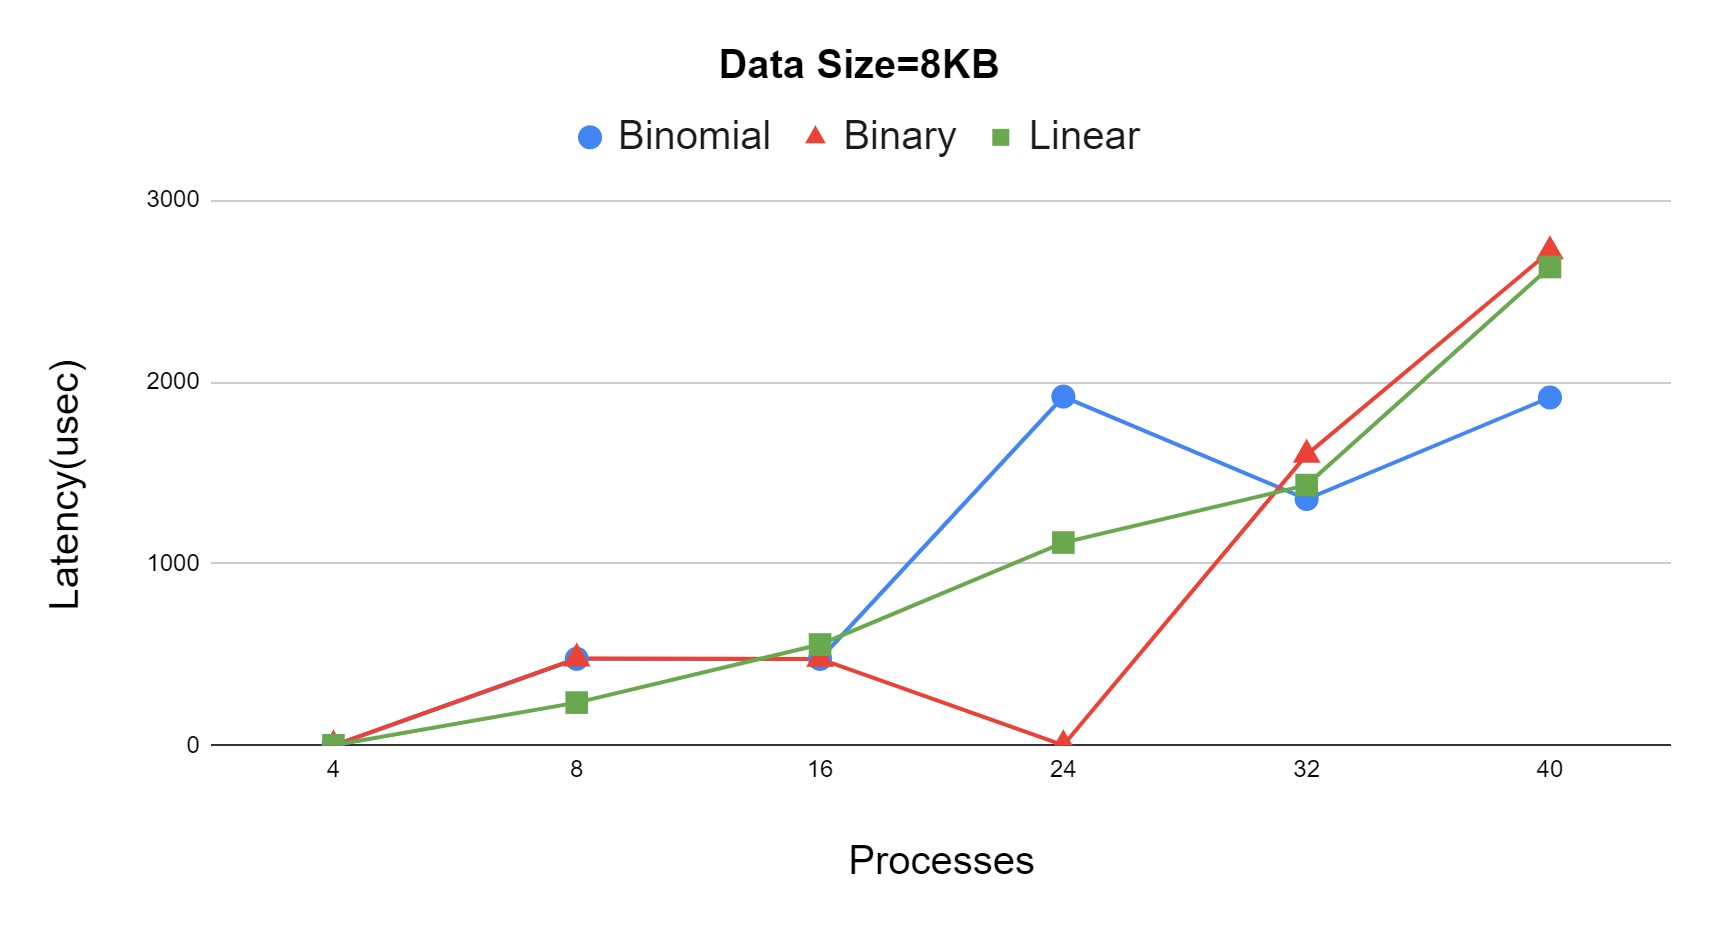 Data Size=8KB
Binomial Binary Linear
3000
2000
1000
0
4 8 16 24 32 40
Latency(usec)
Processes